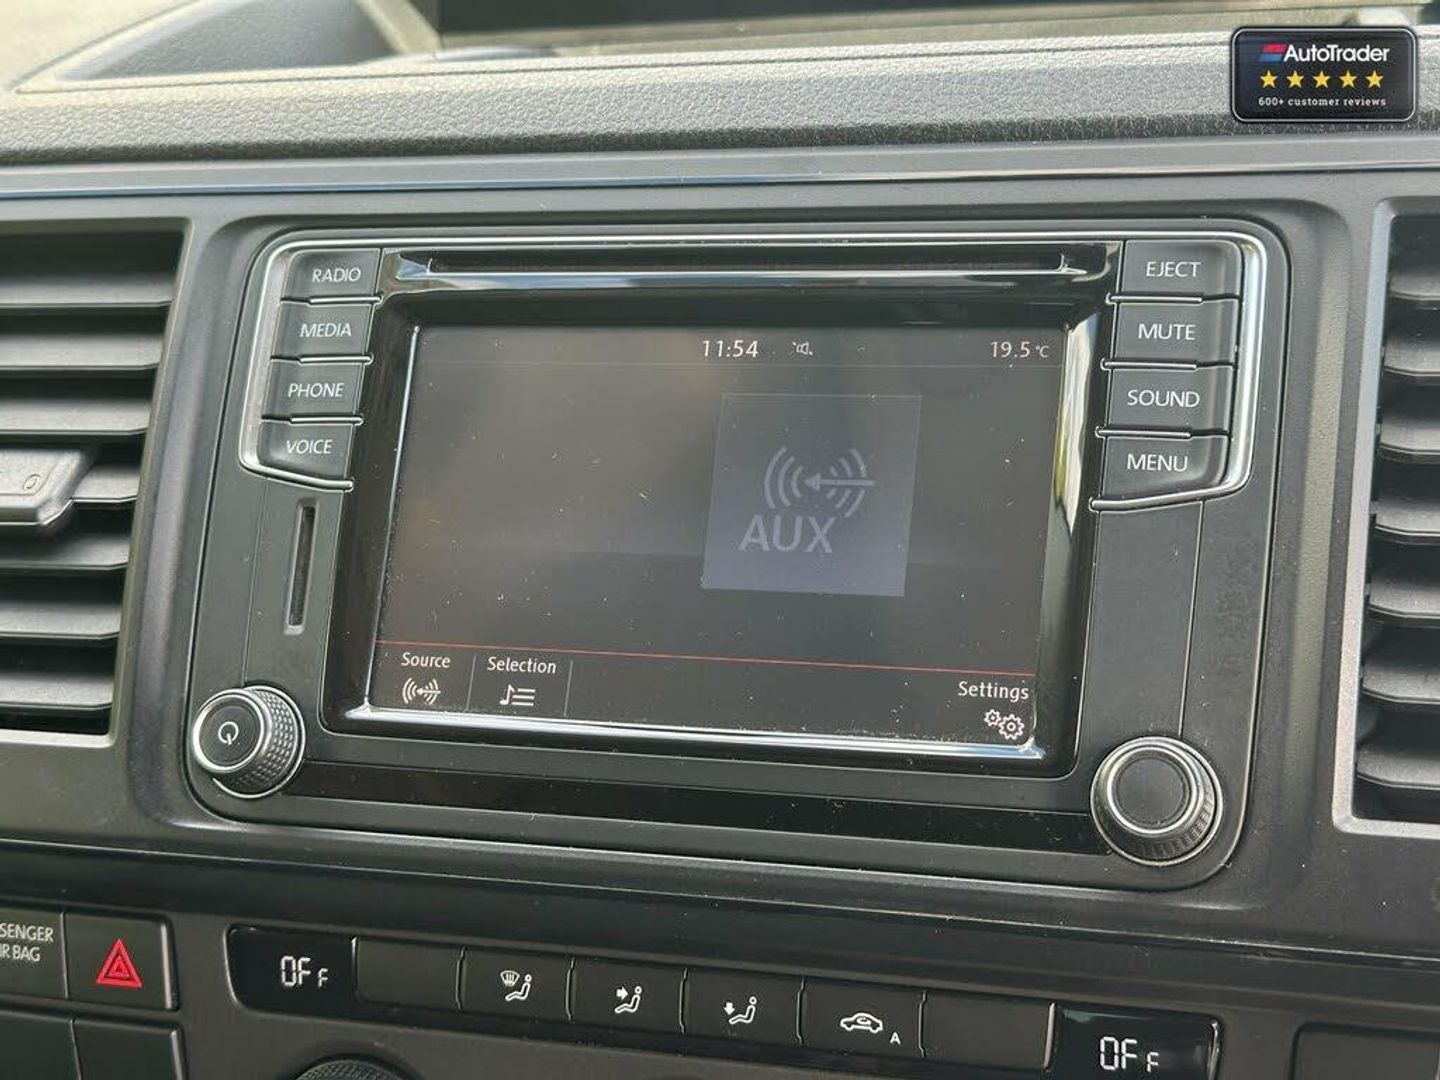 AutoTrader
600+ customer reviews
RADIO
MEDIA
PHONE
VOICE
EJECT
MUTE
SOUND
MENU
11:54
19.5°C
AUX
Source
Selection
Settings
BAG
OFF
A
OFF